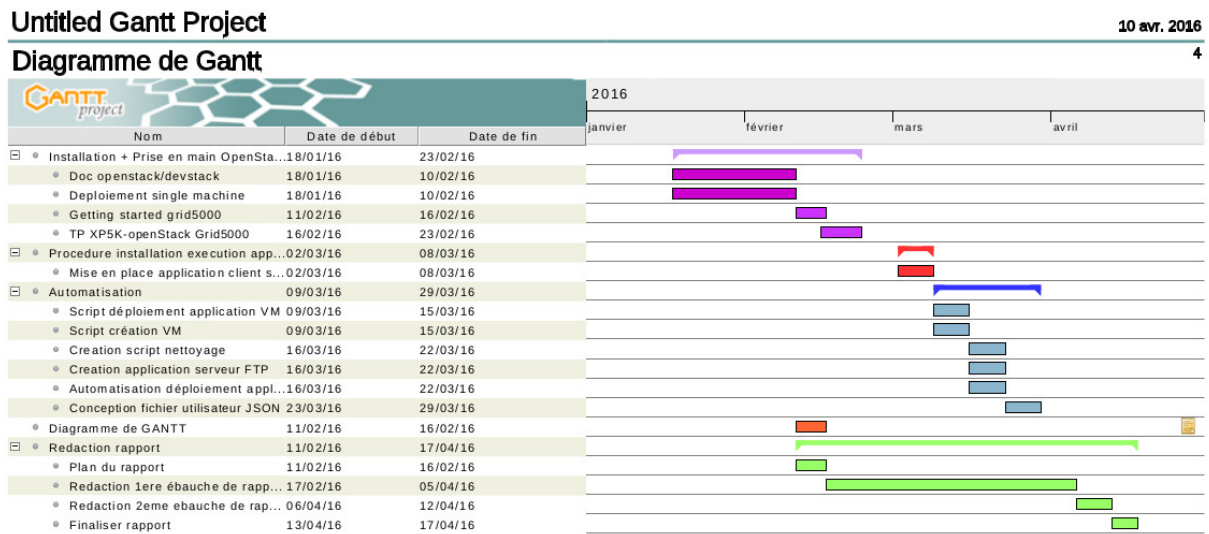 Untitled Gantt Project
10 avr. 2016
Diagramme de Gantt
4
GANTT project
2016
janvier février mars avril
Nom Date de début Date de fin
Installation + Prise en main OpenSta...18/01/16 23/02/16
Doc openstack/devstack 18/01/16 10/02/16
Deploiement single machine 18/01/16 10/02/16
Getting started grid5000 11/02/16 16/02/16
TP XP5K-openStack Grid5000 16/02/16 23/02/16
Procedure installation execution app...02/03/16 08/03/16
Mise en place application client s...02/03/16 08/03/16
Automatisation 09/03/16 29/03/16
Script déploiement application VM 09/03/16 15/03/16
Script création VM 09/03/16 15/03/16
Creation script nettoyage 16/03/16 22/03/16
Creation application serveur FTP 16/03/16 22/03/16
Automatisation déploiement appl...16/03/16 22/03/16
Conception fichier utilisateur JSON 23/03/16 29/03/16
Diagramme de GANTT 11/02/16 16/02/16
Redaction rapport 11/02/16 17/04/16
Plan du rapport 11/02/16 16/02/16
Redaction 1ere ébauche de rapp... 17/02/16 05/04/16
Redaction 2eme ebauche de rap... 06/04/16 12/04/16
Finaliser rapport 13/04/16 17/04/16